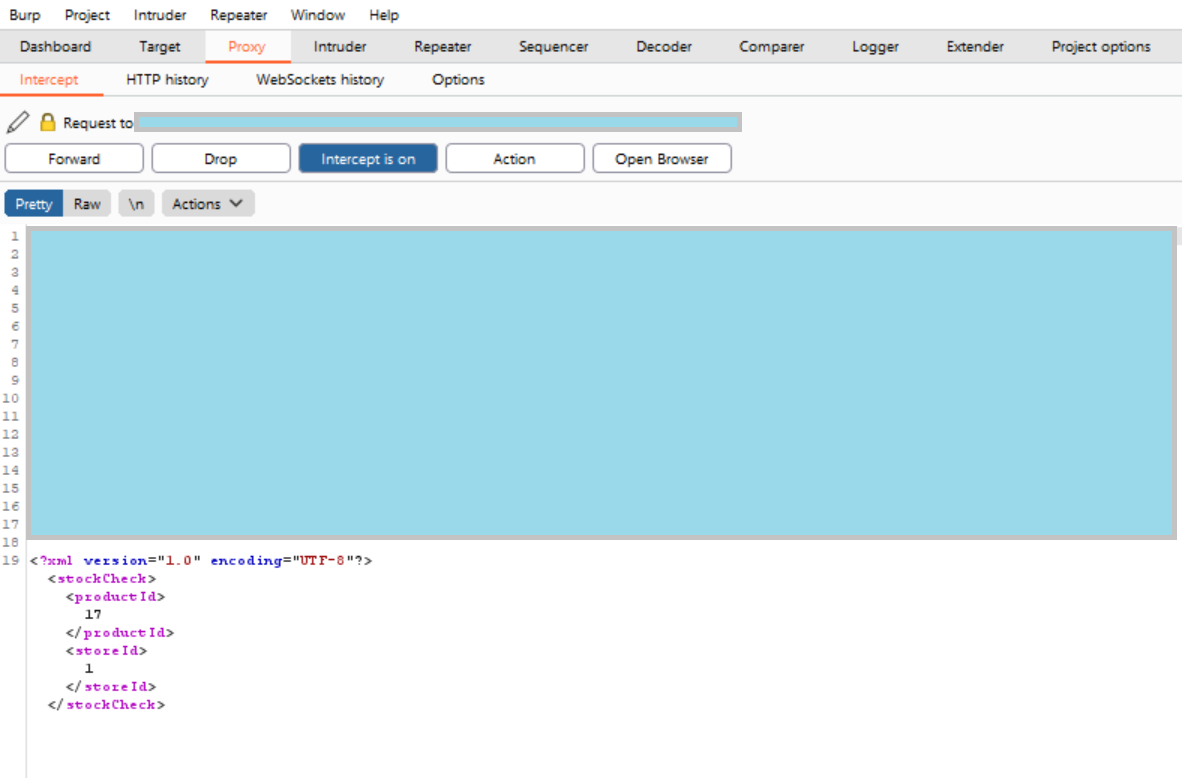 Burp Project Intruder Repeater Window Help
Dashboard Target Proxy Intruder Repeater Sequencer Decoder Comparer Logger Extender Project options
Intercept HTTP history WebSockets history Options
Request to
Forward Drop Intercept is on Action Open Browser
Pretty Raw \n Actions
1
2
3
4
5
6
7
8
9
10
11
12
13
14
15
16
17
18
19 <?xml version="1.0" encoding="UTF-8"?>
<stockCheck>
<productId>
17
</productId>
<storeId>
1
</storeId>
</stockCheck>